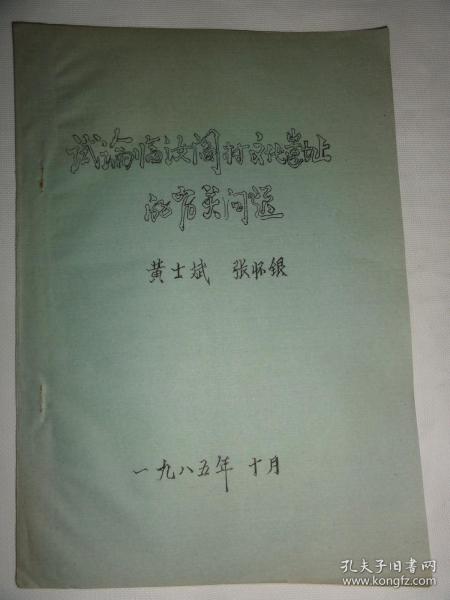 试论临汝阎村文化遗址
的有关问题
黄士斌 张怀银
一九八五年 十月
孔夫子旧书网
www.kongfz.com